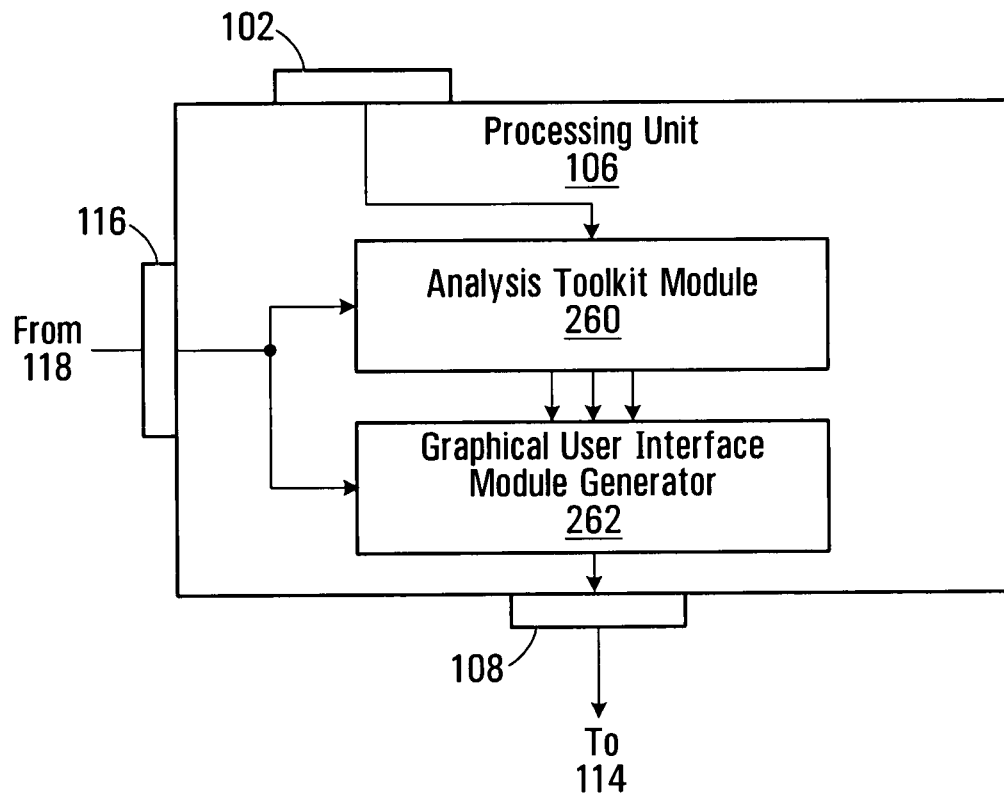 102
Processing Unit
106
116
Analysis Toolkit Module
260
From
118
Graphical User Interface
Module Generator
262
108
To
114